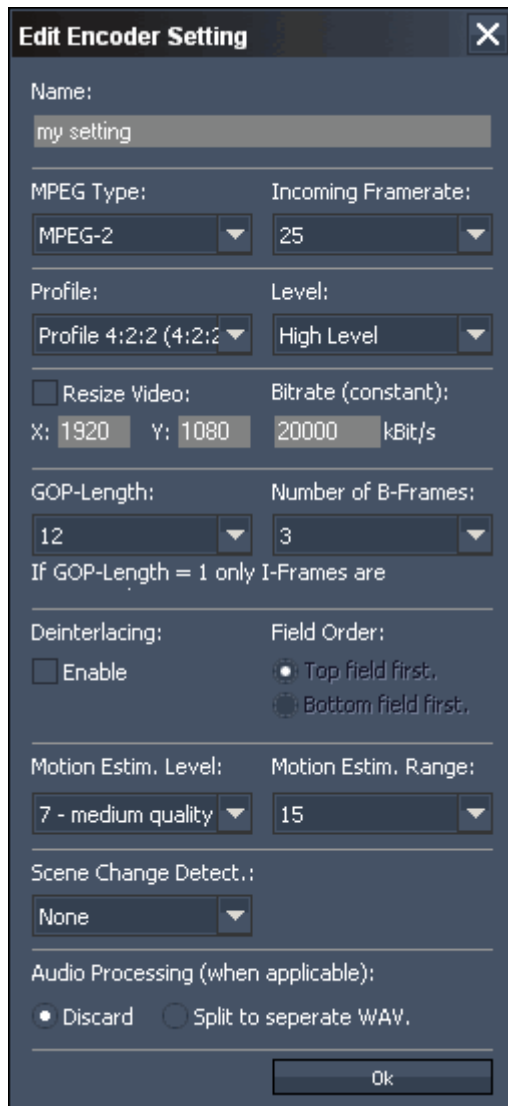 Edit Encoder Setting
Name:
my setting
MPEG Type: Incoming Framerate:
MPEG-2 25
Profile: Level:
Profile 4:2:2 (4:2:2 High Level
Resize Video: Bitrate (constant):
X: 1920 Y: 1080 20000 kBit/s
GOP-Length: Number of B-Frames:
12 3
If GOP-Length = 1 only I-Frames are
Deinterlacing: Field Order:
Enable Top field first.
Bottom field first.
Motion Estim. Level: Motion Estim. Range:
7 - medium quality 15
Scene Change Detect.:
None
Audio Processing (when applicable):
Discard Split to seperate WAV.
Ok